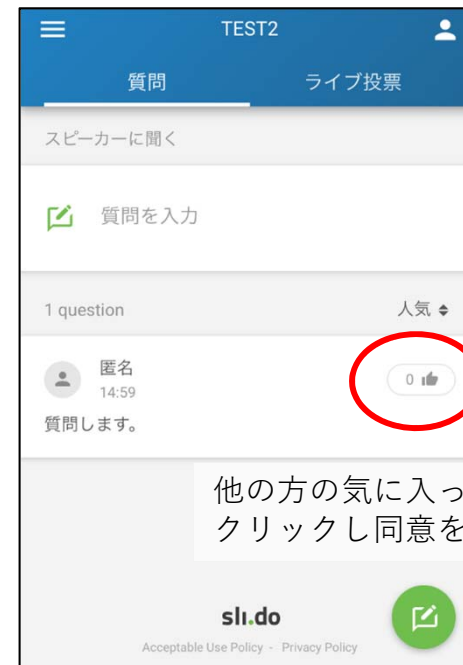 TEST2
質問 ライブ投票
スピーカーに聞く
質問を入力
1 question 人気
匿名
14:59
0
質問します。
他の方の気に入っ
クリックし同意を
sli.do
Acceptable Use Policy - Privacy Policy